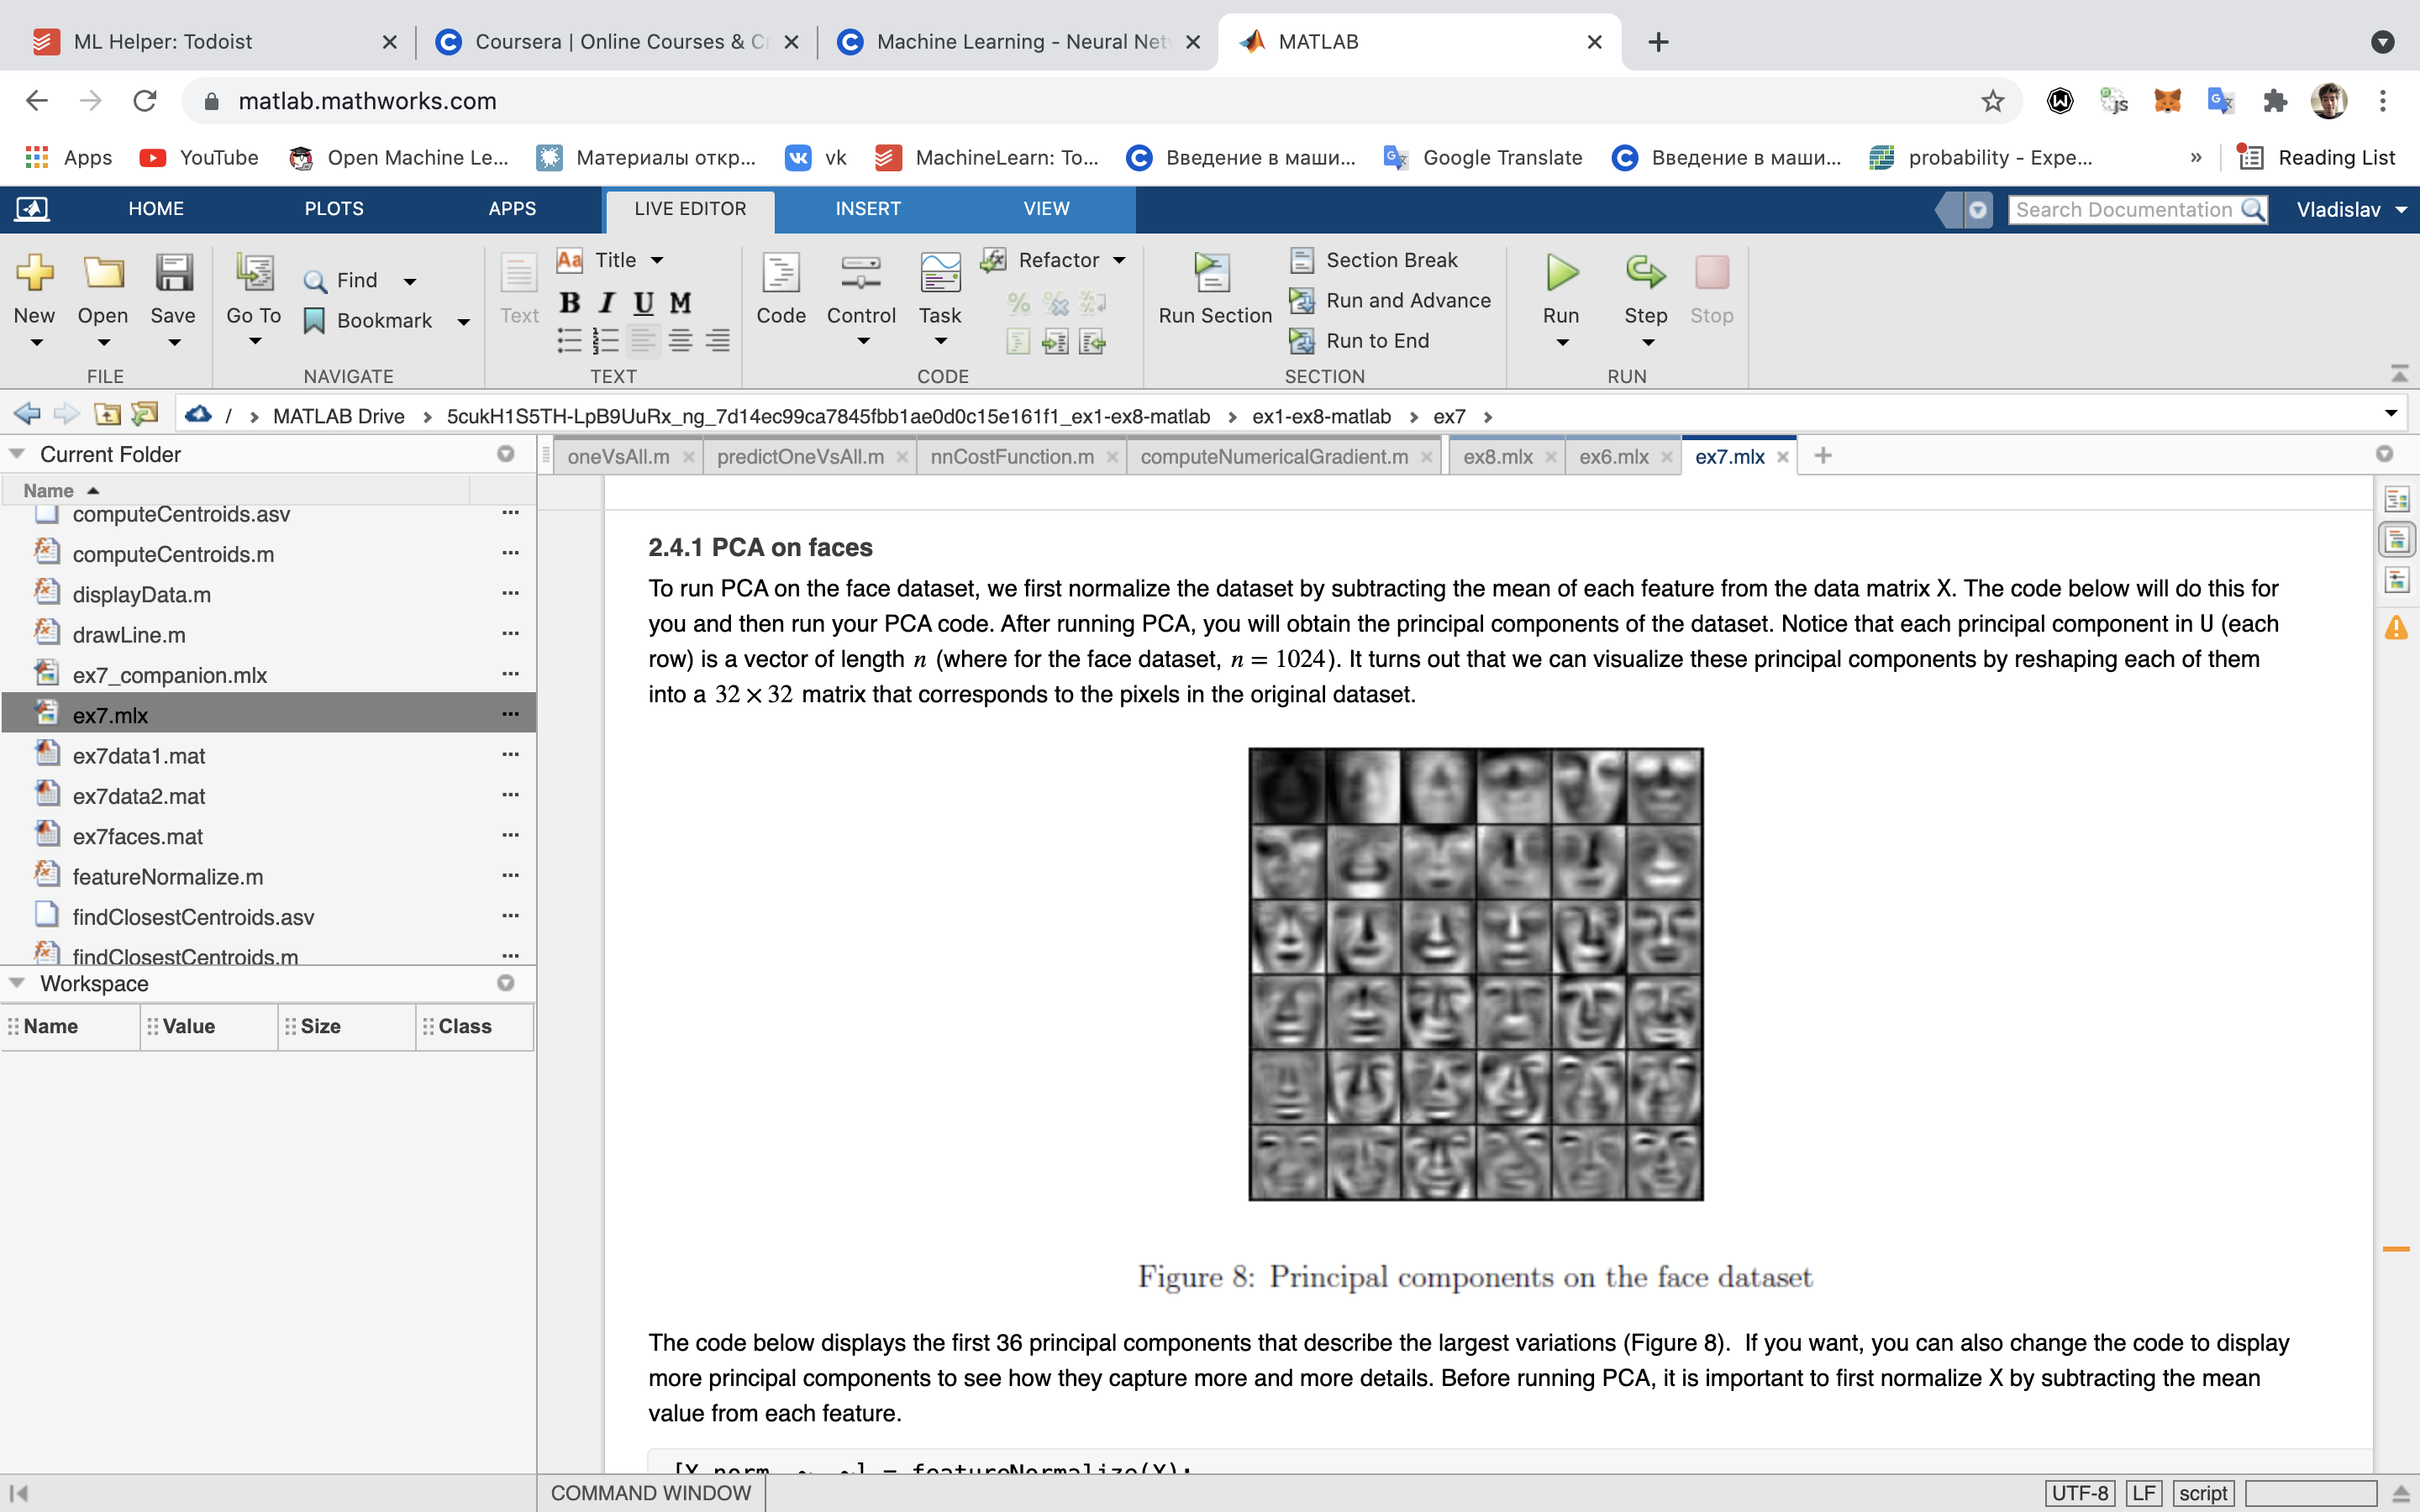 ML Helper: Todoist
Coursera | Online Courses & C
Machine Learning - Neural Net
MATLAB
matlab.mathworks.com
Apps
YouTube
Open Machine Le...
Материалы откр...
vk
MachineLearn: To...
Введение в маши...
Google Translate
Введение в маши...
probability - Expe...
»
Reading List
HOME
PLOTS
APPS
LIVE EDITOR
INSERT
VIEW
Search Documentation
Vladislav
New
Open
Save
FILE
Go To
Find
Bookmark
NAVIGATE
Text
Aa Title
B I U M
TEXT
Code
Control
Task
Refactor
CODE
Run Section
Section Break
Run and Advance
Run to End
SECTION
Run
Step
Stop
RUN
/ › MATLAB Drive › 5cukH1S5TH-LpB9UuRx_ng_7d14ec99ca7845fbb1ae0d0c15e161f1_ex1-ex8-matlab › ex1-ex8-matlab › ex7 ›
Current Folder
Name
computeCentroids.asv
computeCentroids.m
displayData.m
drawLine.m
ex7_companion.mlx
ex7.mlx
ex7data1.mat
ex7data2.mat
ex7faces.mat
featureNormalize.m
findClosestCentroids.asv
findClosestCentroids.m
Workspace
Name Value Size Class
oneVsAll.m
predictOneVsAll.m
nnCostFunction.m
computeNumericalGradient.m
ex8.mlx
ex6.mlx
ex7.mlx
2.4.1 PCA on faces
To run PCA on the face dataset, we first normalize the dataset by subtracting the mean of each feature from the data matrix X. The code below will do this for
you and then run your PCA code. After running PCA, you will obtain the principal components of the dataset. Notice that each principal component in U (each
row) is a vector of length n (where for the face dataset, n = 1024). It turns out that we can visualize these principal components by reshaping each of them
into a 32 × 32 matrix that corresponds to the pixels in the original dataset.
Figure 8: Principal components on the face dataset
The code below displays the first 36 principal components that describe the largest variations (Figure 8). If you want, you can also change the code to display
more principal components to see how they capture more and more details. Before running PCA, it is important to first normalize X by subtracting the mean
value from each feature.
[X_norm, ~, ~] = featureNormalize(X);
COMMAND WINDOW
UTF-8
LF
script